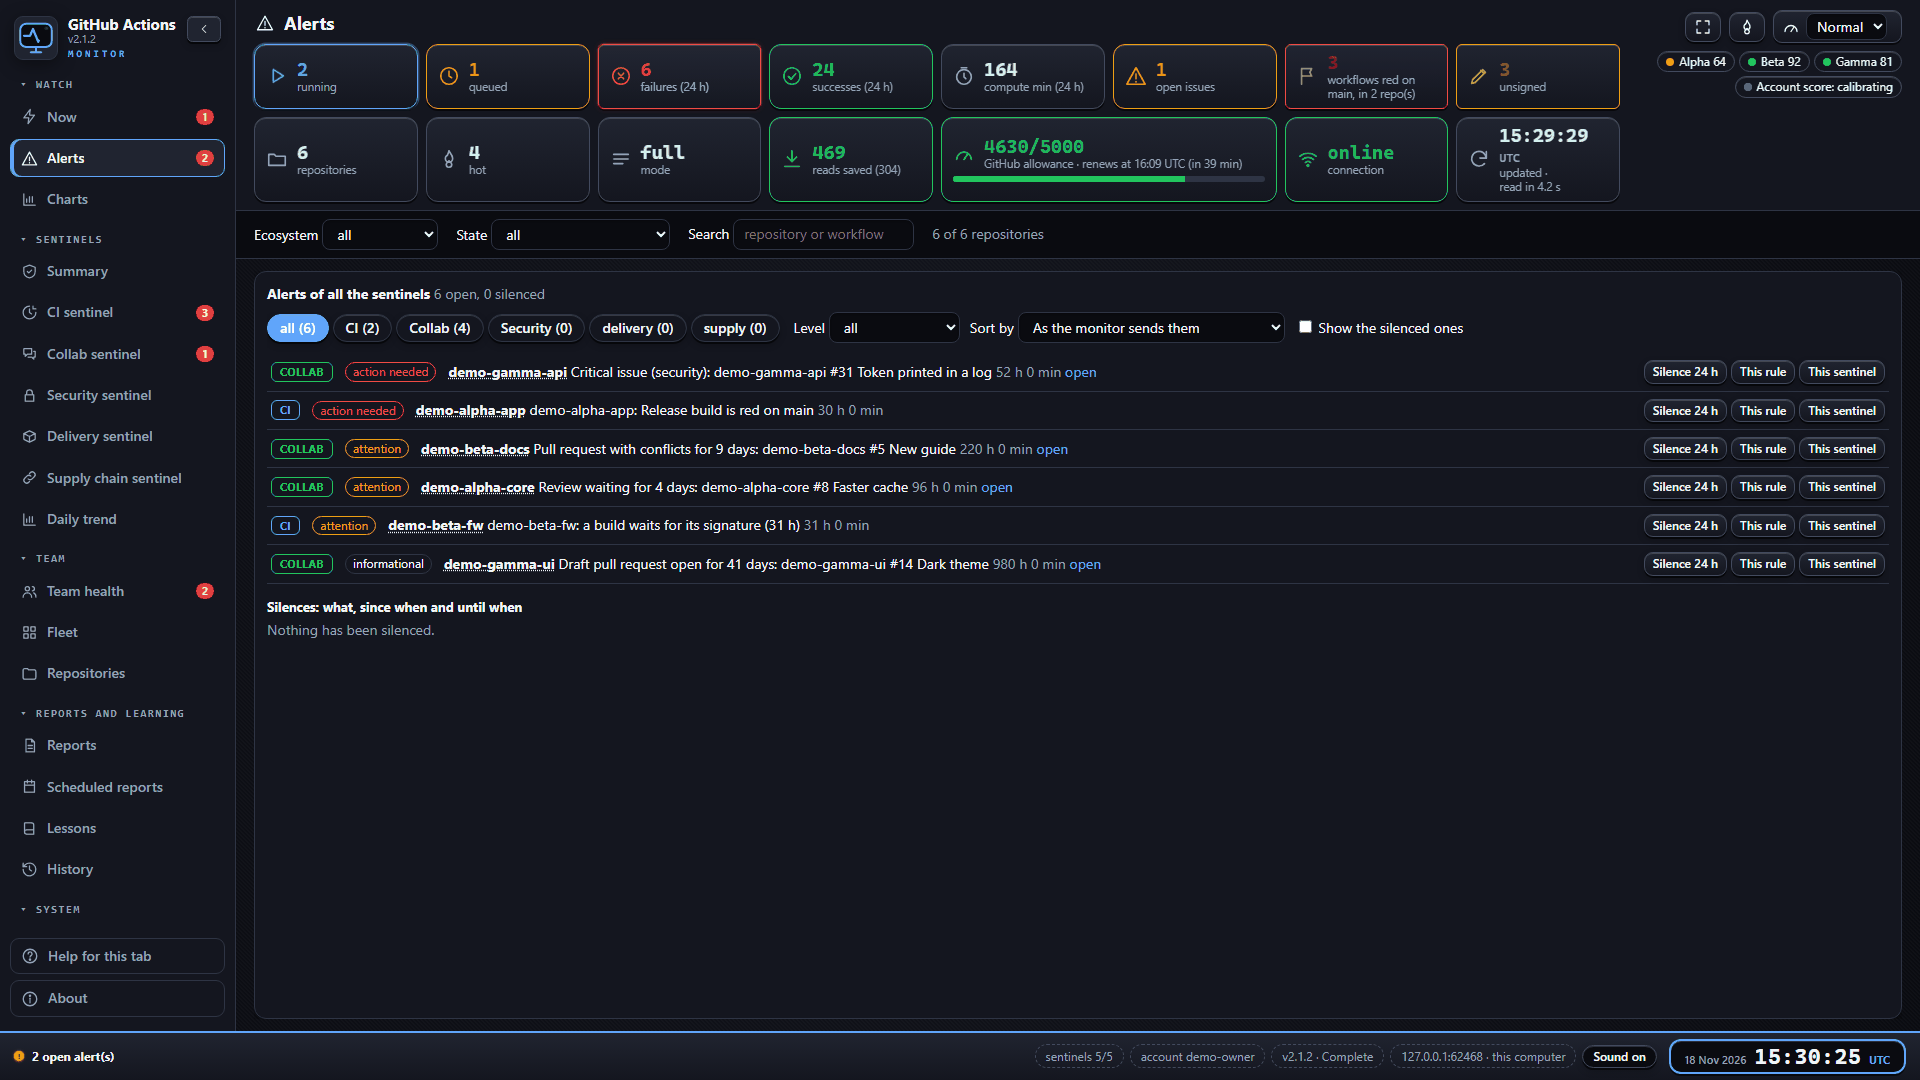 GitHub Actions
v2.1.2
MONITOR
WATCH
Now 1
Alerts 2
Charts
SENTINELS
Summary
CI sentinel 3
Collab sentinel 1
Security sentinel
Delivery sentinel
Supply chain sentinel
Daily trend
TEAM
Team health 2
Fleet
Repositories
REPORTS AND LEARNING
Reports
Scheduled reports
Lessons
History
SYSTEM
Help for this tab
About
Alerts
Normal
Alpha 64 Beta 92 Gamma 81
Account score: calibrating
2
running
1
queued
6
failures (24 h)
24
successes (24 h)
164
compute min (24 h)
1
open issues
3
workflows red on
main, in 2 repo(s)
3
unsigned
6
repositories
4
hot
full
mode
469
reads saved (304)
4630/5000
GitHub allowance · renews at 16:09 UTC (in 39 min)
online
connection
15:29:29
UTC
updated ·
read in 4.2 s
Ecosystem all State all Search repository or workflow 6 of 6 repositories
Alerts of all the sentinels 6 open, 0 silenced
all (6) CI (2) Collab (4) Security (0) delivery (0) supply (0) Level all Sort by As the monitor sends them Show the silenced ones
COLLAB action needed demo-gamma-api Critical issue (security): demo-gamma-api #31 Token printed in a log 52 h 0 min open Silence 24 h This rule This sentinel
CI action needed demo-alpha-app demo-alpha-app: Release build is red on main 30 h 0 min Silence 24 h This rule This sentinel
COLLAB attention demo-beta-docs Pull request with conflicts for 9 days: demo-beta-docs #5 New guide 220 h 0 min open Silence 24 h This rule This sentinel
COLLAB attention demo-alpha-core Review waiting for 4 days: demo-alpha-core #8 Faster cache 96 h 0 min open Silence 24 h This rule This sentinel
CI attention demo-beta-fw demo-beta-fw: a build waits for its signature (31 h) 31 h 0 min Silence 24 h This rule This sentinel
COLLAB informational demo-gamma-ui Draft pull request open for 41 days: demo-gamma-ui #14 Dark theme 980 h 0 min open Silence 24 h This rule This sentinel
Silences: what, since when and until when
Nothing has been silenced.
2 open alert(s) sentinels 5/5 account demo-owner v2.1.2 · Complete 127.0.0.1:62468 · this computer Sound on 18 Nov 2026 15:30:25 UTC